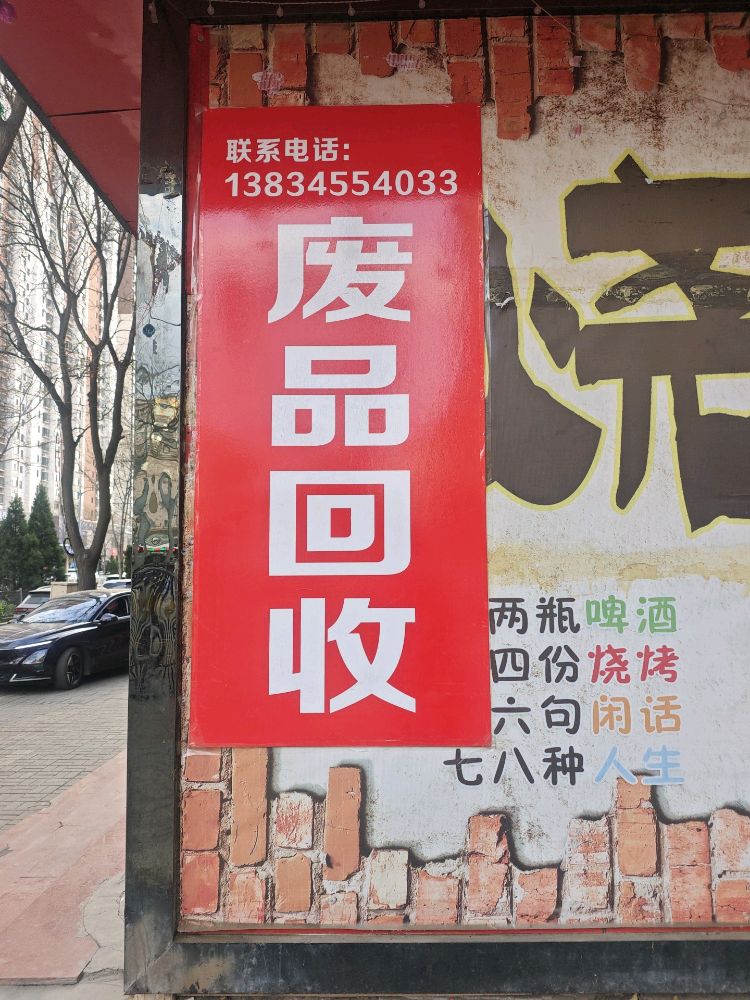 联系电话:
13834554033
废品回收
两瓶啤酒
四份烧烤
六句闲话
七八种人生